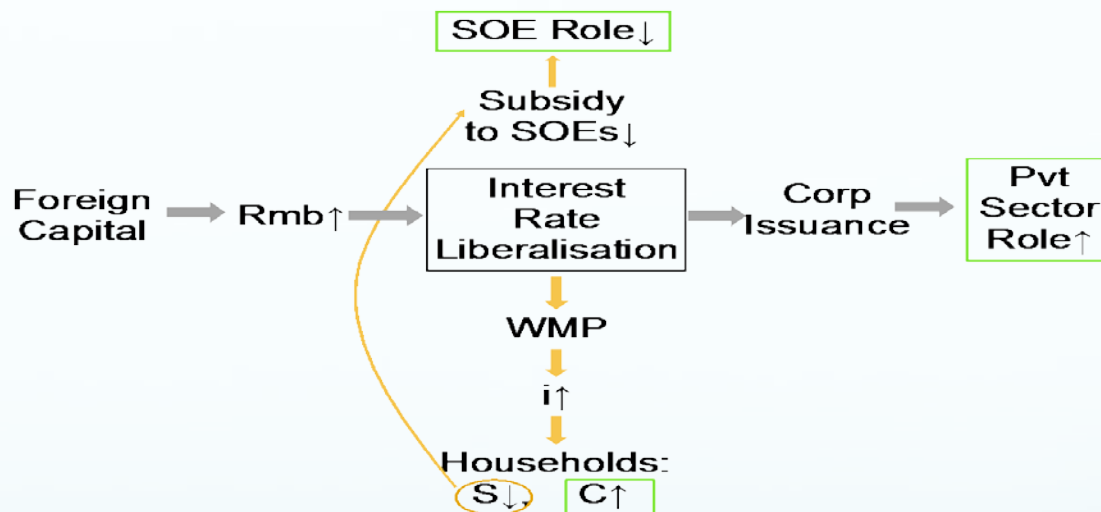 SOE Role↓
Subsidy
to SOEs↓
Foreign
Capital
Rmb↑
Interest
Rate
Liberalisation
Corp
Issuance
Pvt
Sector
Role↑
WMP
i↑
Households:
S↓, C↑